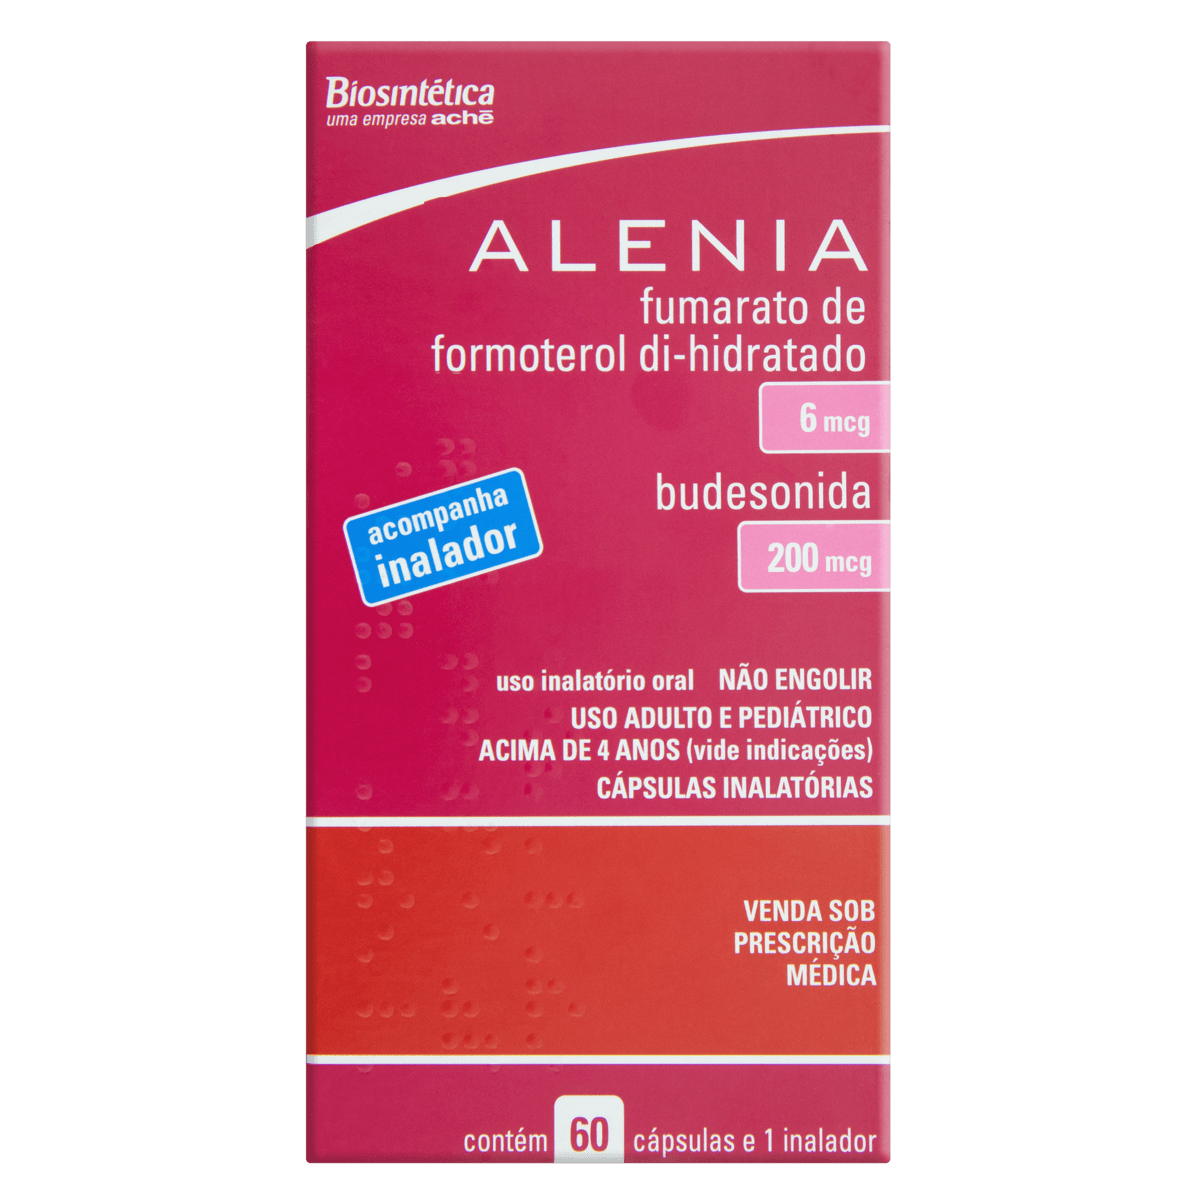 Biosintética
uma empresa achē
ALENIA
fumarato de
formoterol di-hidratado
6 mcg
budesonida
200 mcg
acompanha
inalador
uso inalatório oral NÃO ENGOLIR
USO ADULTO E PEDIÁTRICO
ACIMA DE 4 ANOS (vide indicações)
CÁPSULAS INALATÓRIAS
VENDA SOB
PRESCRIÇÃO
MÉDICA
contém 60 cápsulas e 1 inalador